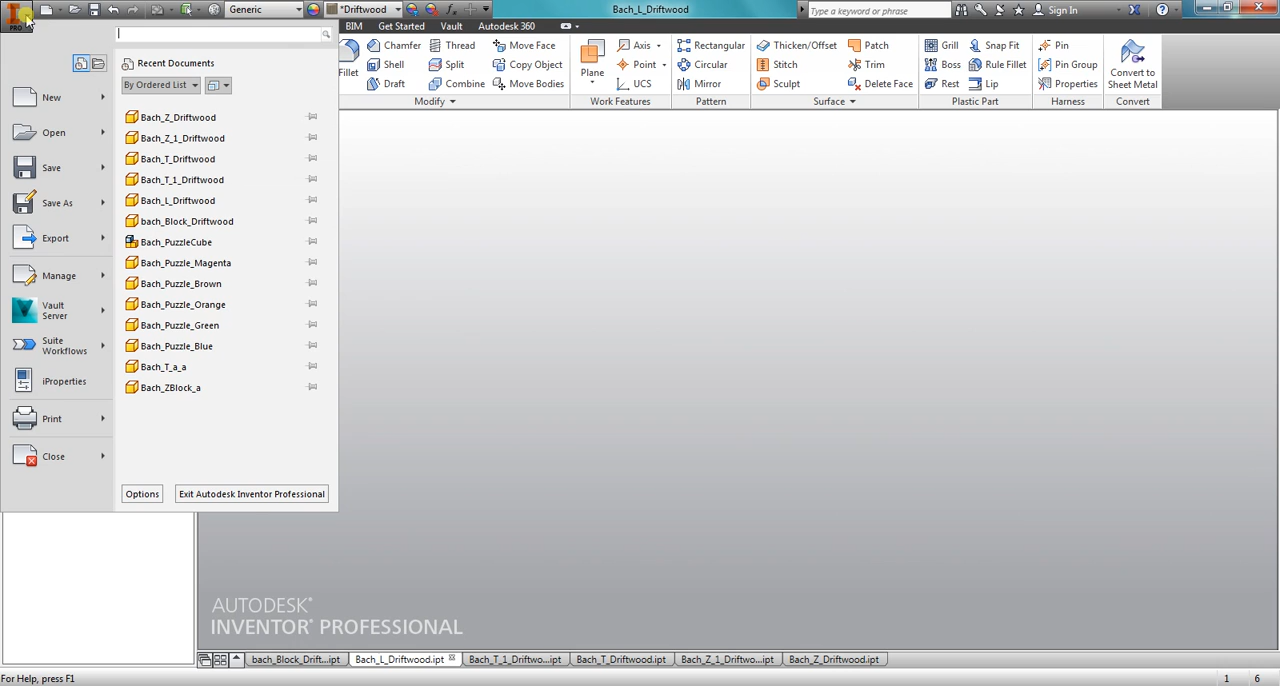 Generic
*Driftwood
Bach_L_Driftwood
Type a keyword or phrase
Sign In
PRO
BIM
Get Started
Vault
Autodesk 360
Recent Documents
By Ordered List
New
Open
Save
Save As
Export
Manage
Vault
Server
Suite
Workflows
iProperties
Print
Close
Bach_Z_Driftwood
Bach_Z_1_Driftwood
Bach_T_Driftwood
Bach_T_1_Driftwood
Bach_L_Driftwood
bach_Block_Driftwood
Bach_PuzzleCube
Bach_Puzzle_Magenta
Bach_Puzzle_Brown
Bach_Puzzle_Orange
Bach_Puzzle_Green
Bach_Puzzle_Blue
Bach_T_a_a
Bach_ZBlock_a
Options
Exit Autodesk Inventor Professional
Fillet
Chamfer
Thread
Move Face
Shell
Split
Copy Object
Draft
Combine
Move Bodies
Modify
Plane
Axis
Point
UCS
Work Features
Rectangular
Circular
Mirror
Pattern
Thicken/Offset
Patch
Stitch
Trim
Sculpt
Delete Face
Surface
Grill
Snap Fit
Boss
Rule Fillet
Rest
Lip
Plastic Part
Pin
Pin Group
Properties
Harness
Convert to
Sheet Metal
Convert
AUTODESK®
INVENTOR® PROFESSIONAL
bach_Block_Drift...ipt
Bach_L_Driftwood.ipt
Bach_T_1_Driftwo...ipt
Bach_T_Driftwood.ipt
Bach_Z_1_Driftwo...ipt
Bach_Z_Driftwood.ipt
For Help, press F1
1
6